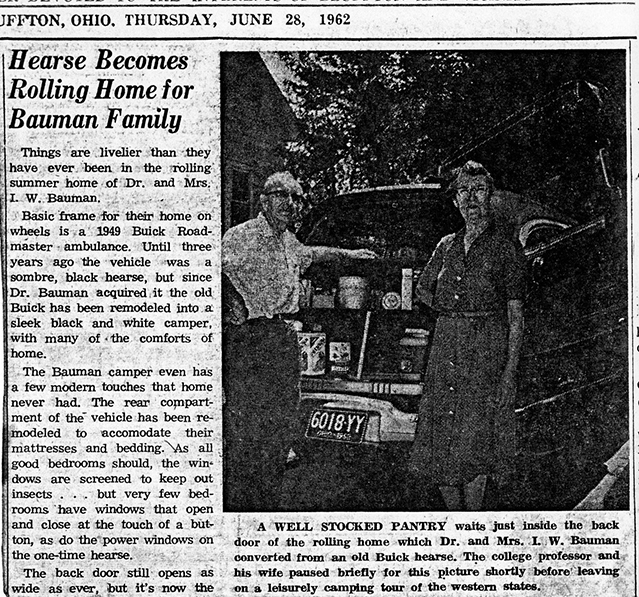 UFFTON, OHIO. THURSDAY, JUNE 28, 1962
Hearse Becomes
Rolling Home for
Bauman Family
Things are livelier than they
have ever been in the rolling
summer home of Dr. and Mrs.
I. W. Bauman.
Basic frame for their home on
wheels is a 1949 Buick Road-
master ambulance. Until three
years ago the vehicle was a
sombre, black hearse, but since
Dr. Bauman acquired it the old
Buick has been remodeled into a
sleek black and white camper,
with many of the comforts of
home.
The Bauman camper even has
a few modern touches that home
never had. The rear compart-
ment of the vehicle has been re-
modeled to accomodate their
mattresses and bedding. As all
good bedrooms should, the win-
dows are screened to keep out
insects . . . but very few bed-
rooms have windows that open
and close at the touch of a but-
ton, as do the power windows on
the one-time hearse.
The back door still opens as
wide as ever, but it's now the
6018·YY
A WELL STOCKED PANTRY waits just inside the back
door of the rolling home which Dr. and Mrs. I. W. Bauman
converted from an old Buick hearse. The college professor and
his wife paused briefly for this picture shortly before leaving
on a leisurely camping tour of the western states.